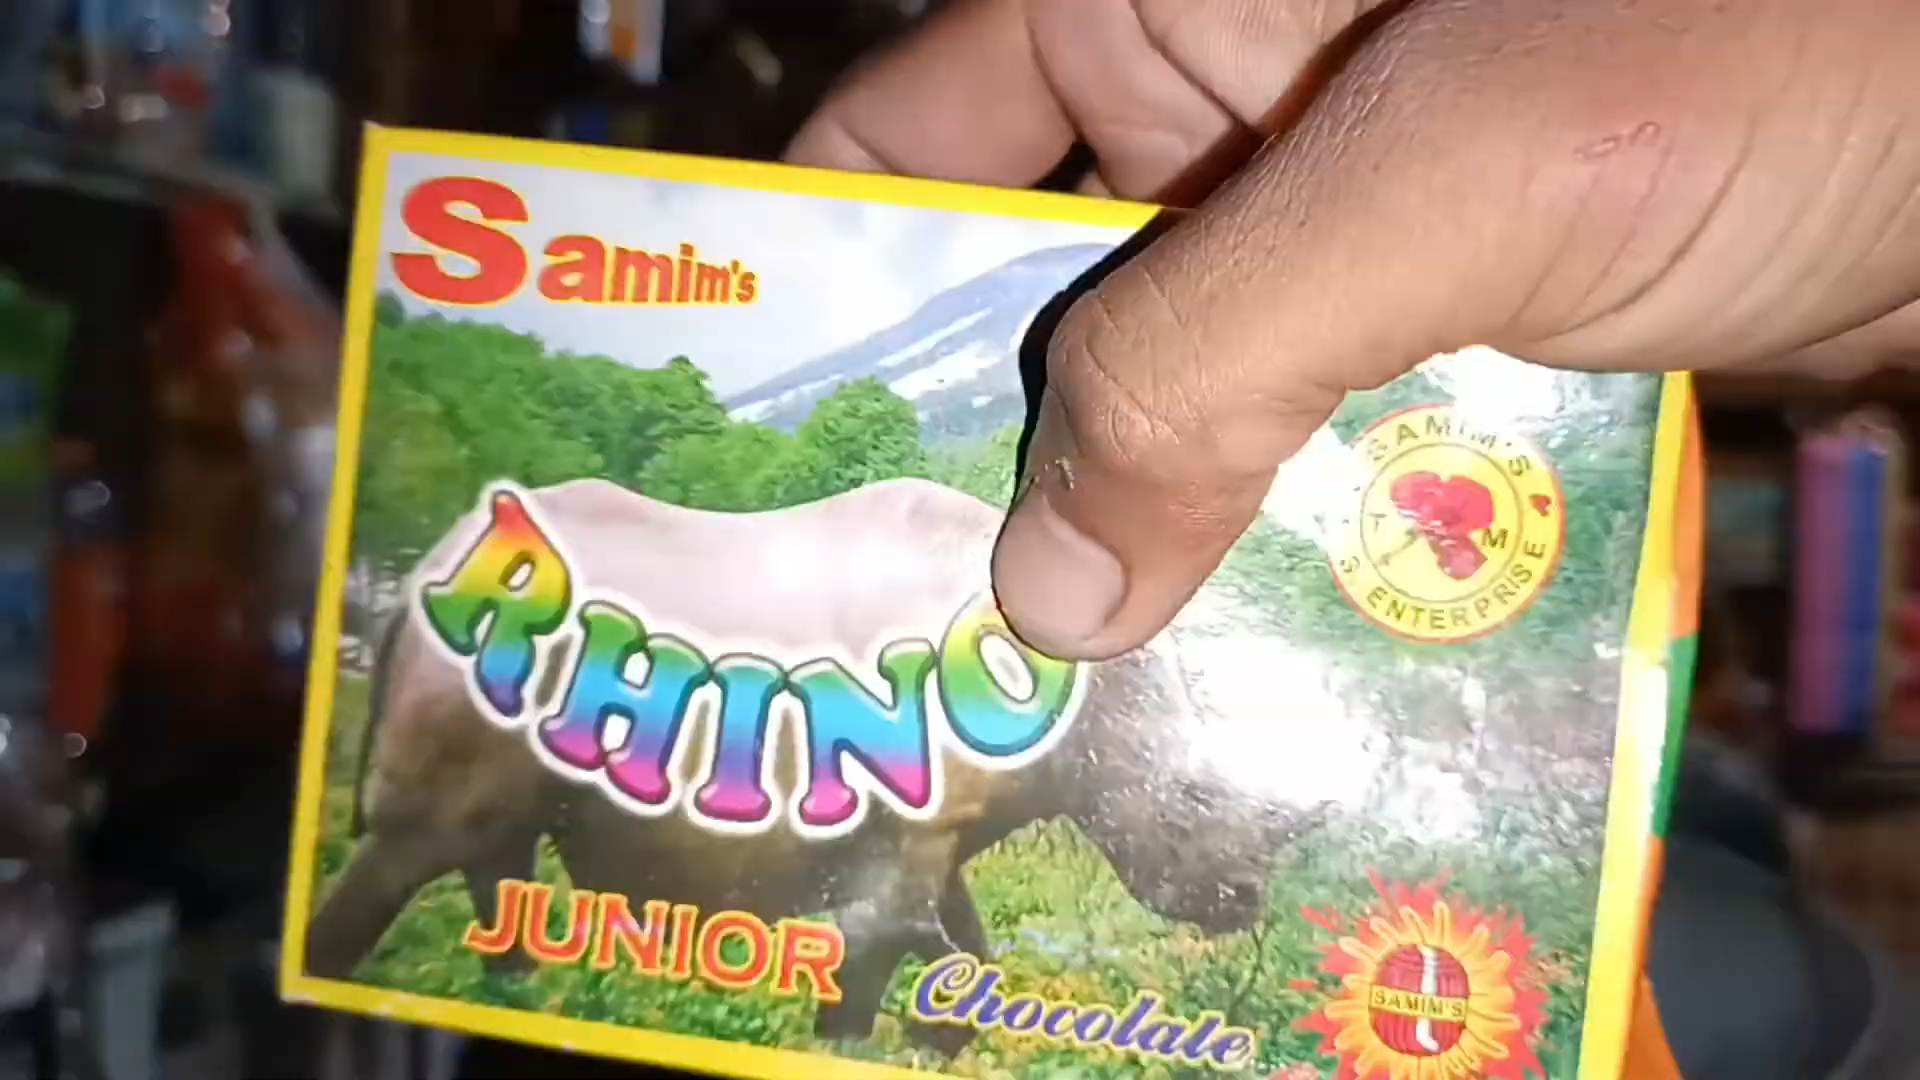 Samim's
SAMIM'S
T M
S. ENTERPRISE
RHINO
JUNIOR
Chocolate
SAMIM'S